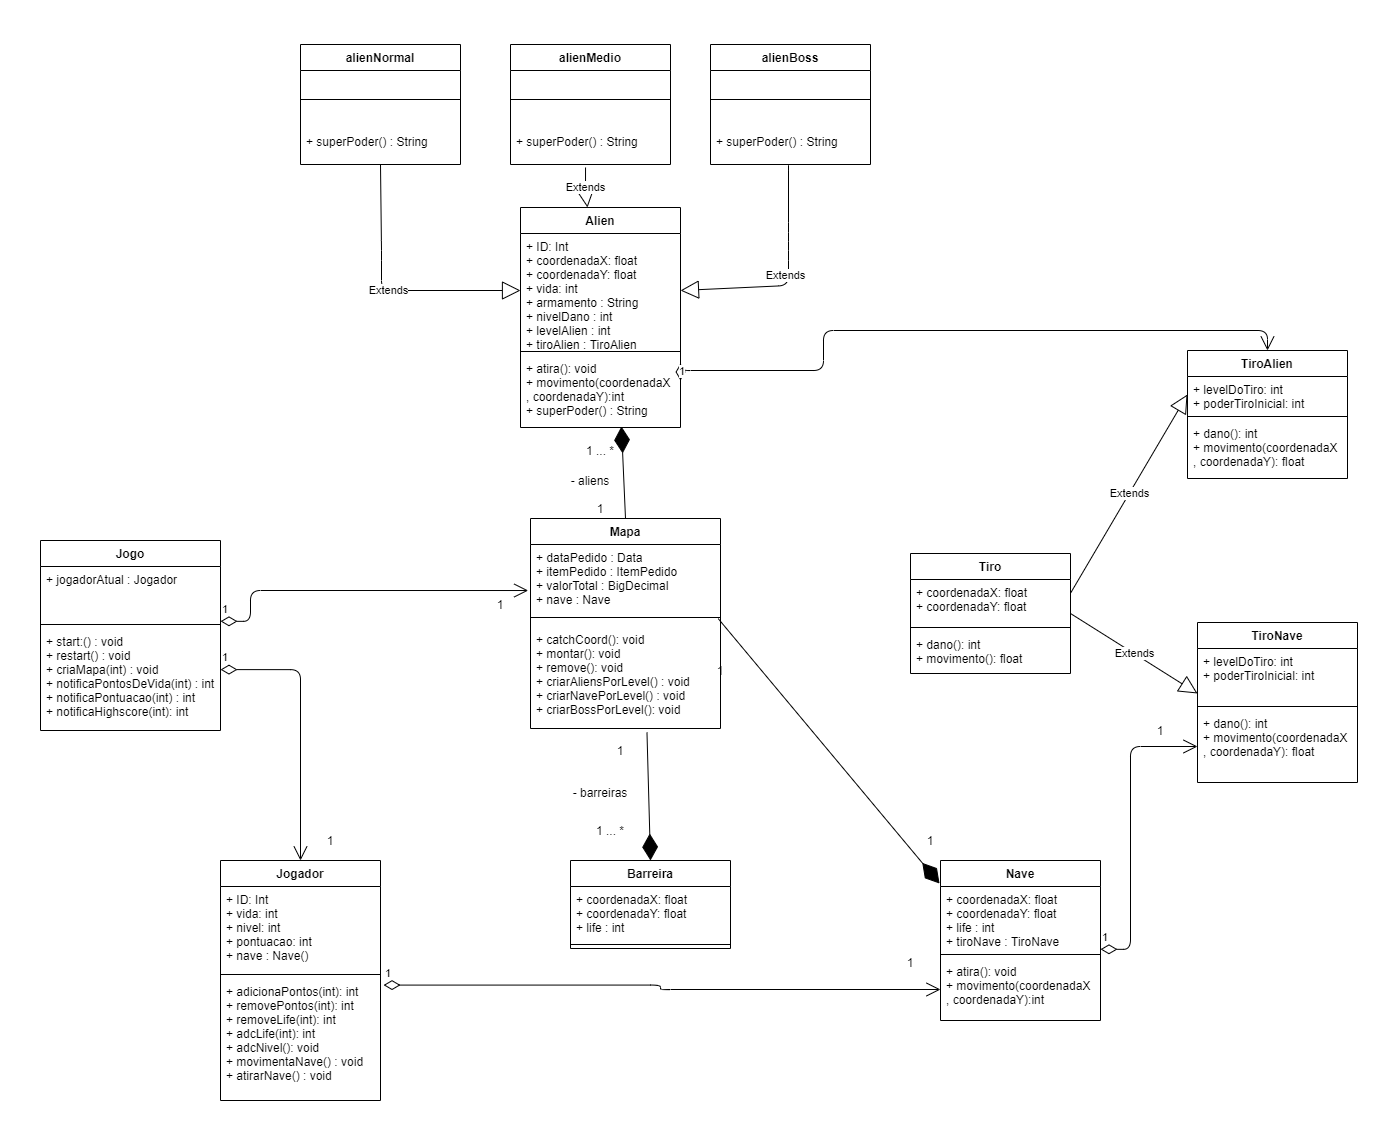 alienNormal
+ superPoder() : String
alienMedio
+ superPoder() : String
alienBoss
+ superPoder() : String
Extends
Extends
Extends
Alien
+ ID: Int
+ coordenadaX: float
+ coordenadaY: float
+ vida: int
+ armamento : String
+ nivelDano : int
+ levelAlien : int
+ tiroAlien : TiroAlien
+ atira(): void
+ movimento(coordenadaX
, coordenadaY):int
+ superPoder() : String
1
1 ... *
- aliens
1
TiroAlien
+ levelDoTiro: int
+ poderTiroInicial: int
+ dano(): int
+ movimento(coordenadaX
, coordenadaY): float
Extends
Jogo
+ jogadorAtual : Jogador
+ start:() : void
+ restart() : void
+ criaMapa(int) : void
+ notificaPontosDeVida(int) : int
+ notificaPontuacao(int) : int
+ notificaHighscore(int): int
1
1
1
1
Mapa
+ dataPedido : Data
+ itemPedido : ItemPedido
+ valorTotal : BigDecimal
+ nave : Nave
+ catchCoord(): void
+ montar(): void
+ remove(): void
+ criarAliensPorLevel() : void
+ criarNavePorLevel() : void
+ criarBossPorLevel(): void
1
Tiro
+ coordenadaX: float
+ coordenadaY: float
+ dano(): int
+ movimento(): float
Extends
TiroNave
+ levelDoTiro: int
+ poderTiroInicial: int
+ dano(): int
+ movimento(coordenadaX
, coordenadaY): float
1
1
- barreiras
1 ... *
1
Jogador
+ ID: Int
+ vida: int
+ nivel: int
+ pontuacao: int
+ nave : Nave()
+ adicionaPontos(int): int
+ removePontos(int): int
+ removeLife(int): int
+ adcLife(int): int
+ adcNivel(): void
+ movimentaNave() : void
+ atirarNave() : void
1
Barreira
+ coordenadaX: float
+ coordenadaY: float
+ life : int
1
Nave
+ coordenadaX: float
+ coordenadaY: float
+ life : int
+ tiroNave : TiroNave
+ atira(): void
+ movimento(coordenadaX
, coordenadaY):int
1